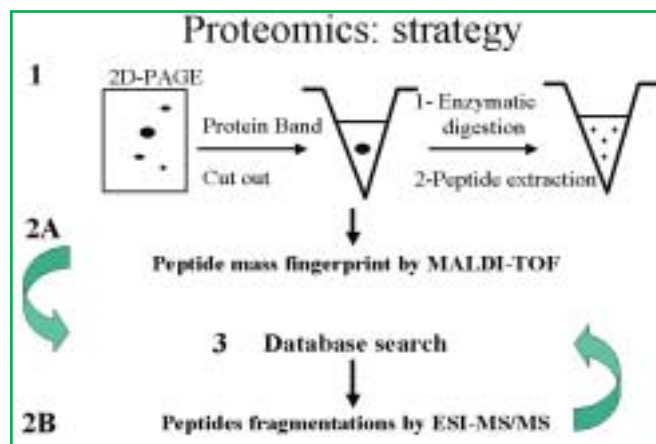 Proteomics: strategy
1
2D-PAGE
Protein Band
Cut out
1- Enzymatic
digestion
2-Peptide extraction
2A
Peptide mass fingerprint by MALDI-TOF
3 Database search
2B Peptides fragmentations by ESI-MS/MS